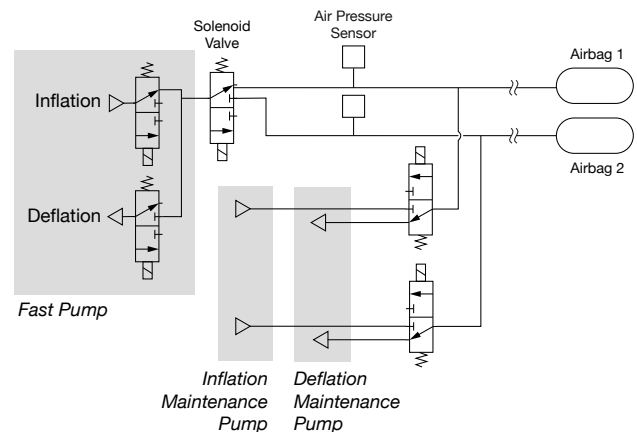 Solenoid
Valve
Air Pressure
Sensor
Airbag 1
Inflation
Airbag 2
Deflation
Fast Pump
Inflation
Maintenance
Pump
Deflation
Maintenance
Pump